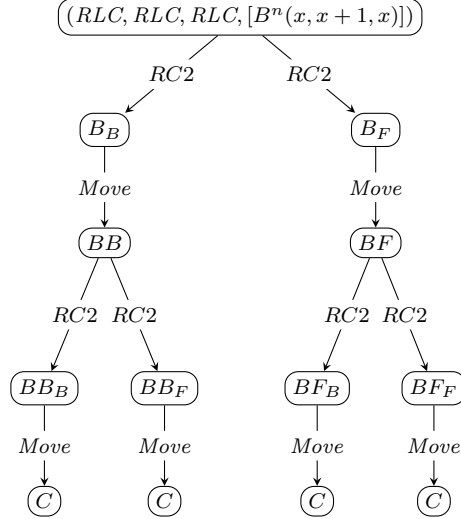 (RLC, RLC, RLC, [Bⁿ(x, x + 1, x)])
RC2 RC2
B_B B_F
Move Move
BB BF
RC2 RC2 RC2 RC2
BB_B BB_F BF_B BF_F
Move Move Move Move
C C C C